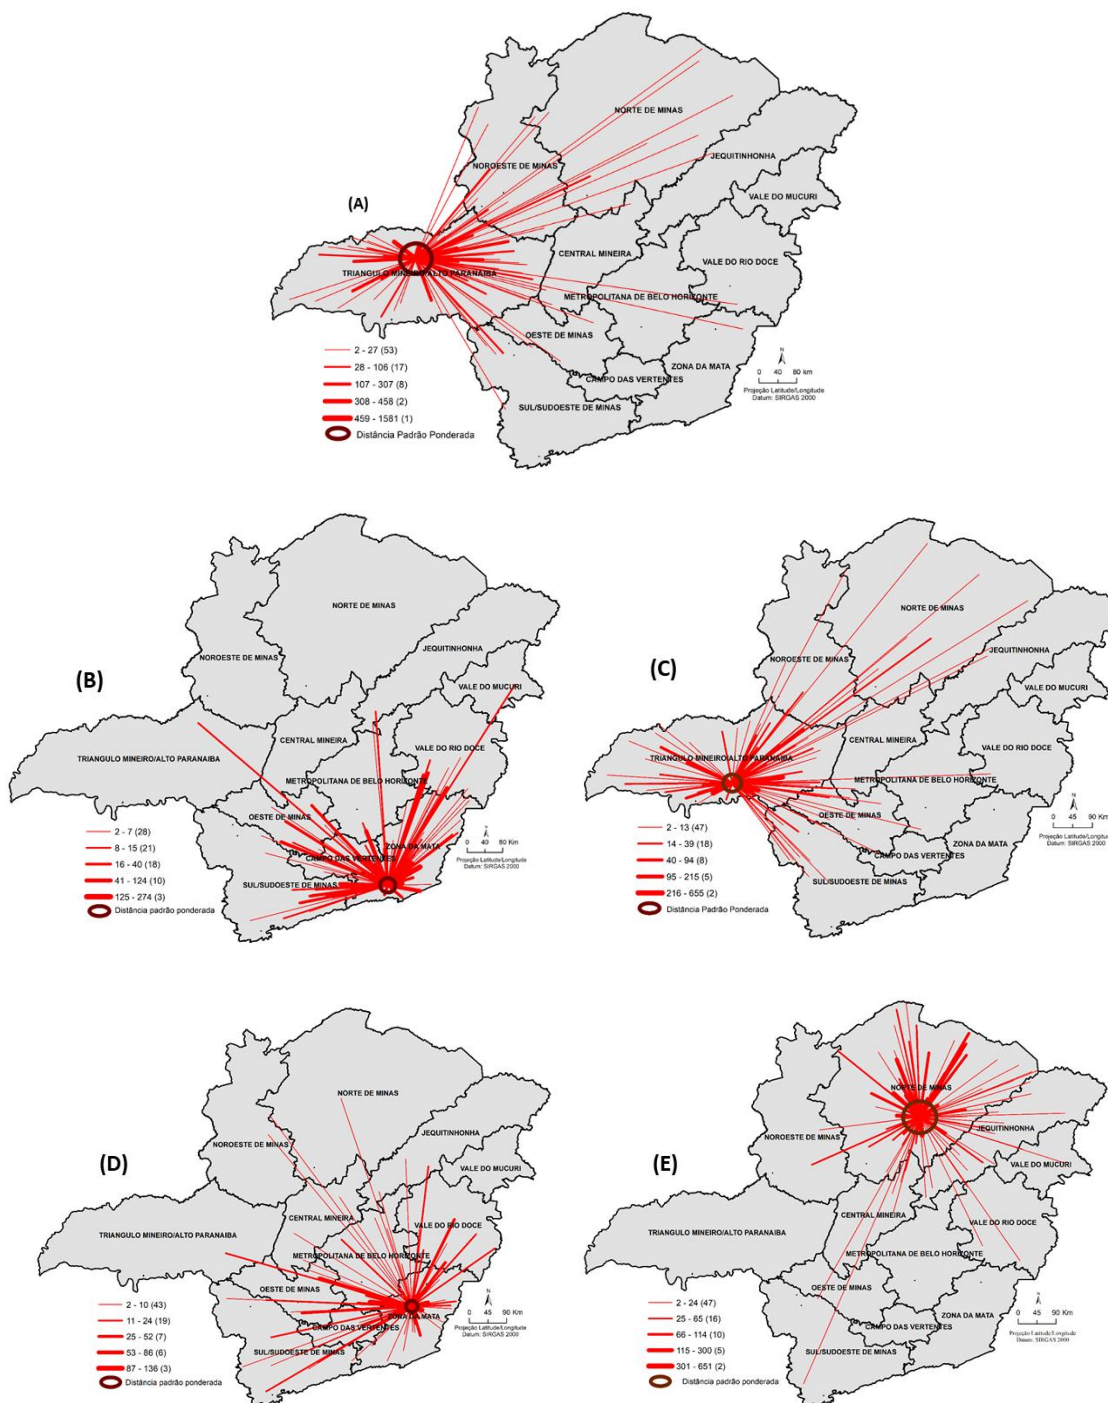 NORTE DE MINAS
JEQUITINHONHA
NOROESTE DE MINAS
VALE DO MUCURI
(A)
CENTRAL MINEIRA
VALE DO RIO DOCE
TRIANGULO MINEIRO/ALTO PARANAIBA
METROPOLITANA DE BELO HORIZONTE
OESTE DE MINAS
ZONA DA MATA
CAMPO DAS VERTENTES
SUL/SUDOESTE DE MINAS
2 - 27 (53)
28 - 106 (17)
107 - 307 (8)
308 - 458 (2)
459 - 1581 (1)
Distância Padrão Ponderada
N
0 40 80 Km
Projeção Latitude/Longitude
Datum: SIRGAS 2000
NORTE DE MINAS
JEQUITINHONHA
NOROESTE DE MINAS
(B)
VALE DO MUCURI
CENTRAL MINEIRA
VALE DO RIO DOCE
TRIANGULO MINEIRO/ALTO PARANAIBA
METROPOLITANA DE BELO HORIZONTE
OESTE DE MINAS
ZONA DA MATA
CAMPO DAS VERTENTES
SUL/SUDOESTE DE MINAS
2 - 7 (28)
8 - 15 (21)
16 - 40 (18)
41 - 124 (10)
125 - 274 (3)
Distância padrão ponderada
N
0 40 80 Km
Projeção Latitude/Longitude
Datum: SIRGAS 2000
NORTE DE MINAS
JEQUITINHONHA
NOROESTE DE MINAS
(C)
VALE DO MUCURI
CENTRAL MINEIRA
VALE DO RIO DOCE
TRIANGULO MINEIRO/ALTO PARANAIBA
METROPOLITANA DE BELO HORIZONTE
OESTE DE MINAS
ZONA DA MATA
CAMPO DAS VERTENTES
SUL/SUDOESTE DE MINAS
2 - 13 (47)
14 - 39 (18)
40 - 94 (8)
95 - 215 (5)
216 - 655 (2)
Distância Padrão Ponderada
N
0 45 90 Km
Projeção Latitude/Longitude
Datum: SIRGAS 2000
NORTE DE MINAS
JEQUITINHONHA
NOROESTE DE MINAS
(D)
VALE DO MUCURI
CENTRAL MINEIRA
VALE DO RIO DOCE
TRIANGULO MINEIRO/ALTO PARANAIBA
METROPOLITANA DE BELO HORIZONTE
OESTE DE MINAS
ZONA DA MATA
CAMPO DAS VERTENTES
SUL/SUDOESTE DE MINAS
2 - 10 (43)
11 - 24 (19)
25 - 52 (7)
53 - 86 (6)
87 - 136 (3)
Distância padrão ponderada
N
0 45 90 Km
Projeção Latitude/Longitude
Datum: SIRGAS 2000
NORTE DE MINAS
JEQUITINHONHA
NOROESTE DE MINAS
(E)
VALE DO MUCURI
CENTRAL MINEIRA
VALE DO RIO DOCE
TRIANGULO MINEIRO/ALTO PARANAIBA
METROPOLITANA DE BELO HORIZONTE
OESTE DE MINAS
ZONA DA MATA
CAMPO DAS VERTENTES
SUL/SUDOESTE DE MINAS
2 - 24 (47)
25 - 65 (16)
66 - 114 (10)
115 - 300 (5)
301 - 651 (2)
Distância padrão ponderada
N
0 45 90 Km
Projeção Latitude/Longitude
Datum: SIRGAS 2000